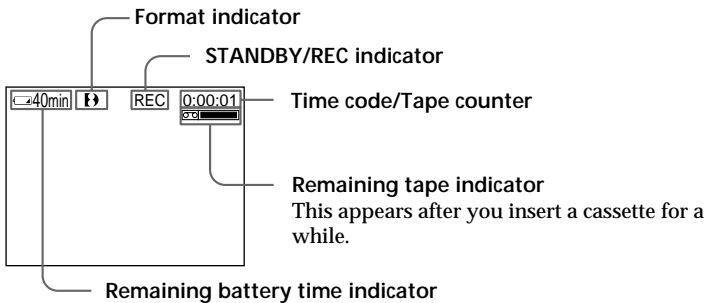 Format indicator
STANDBY/REC indicator
40min REC 0:00:01
Time code/Tape counter
Remaining tape indicator
This appears after you insert a cassette for a
while.
Remaining battery time indicator